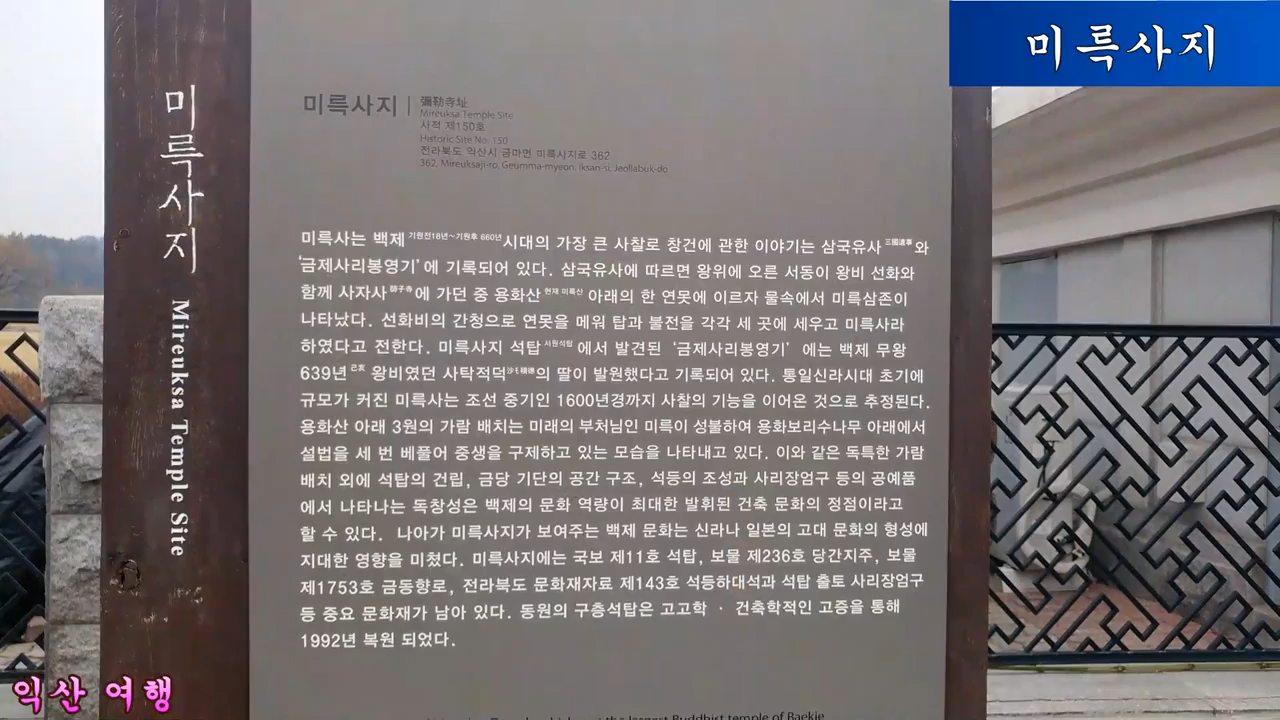 미륵사지
미륵사지
Mireuksa Temple Site
미륵사지
彌勒寺址
Mireuksa Temple Site
사적 제150호
Historic Site No. 150
전라북도 익산시 금마면 미륵사지로 362
362, Mireuksaji-ro, Geumma-myeon, Iksan-si, Jeollabuk-do
미륵사는 백제 기원전18년~기원후 660년 시대의 가장 큰 사찰로 창건에 관한 이야기는 삼국유사 三國遺事 와
‘금제사리봉영기’에 기록되어 있다. 삼국유사에 따르면 왕위에 오른 서동이 왕비 선화와
함께 사자사 獅子寺 에 가던 중 용화산 현재 미륵산 아래의 한 연못에 이르자 물속에서 미륵삼존이
나타났다. 선화비의 간청으로 연못을 메워 탑과 불전을 각각 세 곳에 세우고 미륵사라
하였다고 전한다. 미륵사지 석탑 서원석탑 에서 발견된 ‘금제사리봉영기’ 에는 백제 무왕
639년 己亥 왕비였던 사탁적덕의 딸이 발원했다고 기록되어 있다. 통일신라시대 초기에
규모가 커진 미륵사는 조선 중기인 1600년경까지 사찰의 기능을 이어온 것으로 추정된다.
용화산 아래 3원의 가람 배치는 미래의 부처님인 미륵이 성불하여 용화보리수나무 아래에서
설법을 세 번 베풀어 중생을 구제하고 있는 모습을 나타내고 있다. 이와 같은 독특한 가람
배치 외에 석탑의 건립, 금당 기단의 공간 구조, 석등의 조성과 사리장엄구 등의 공예품
에서 나타나는 독창성은 백제의 문화 역량이 최대한 발휘된 건축 문화의 정점이라고
할 수 있다. 나아가 미륵사지가 보여주는 백제 문화는 신라나 일본의 고대 문화의 형성에
지대한 영향을 미쳤다. 미륵사지에는 국보 제11호 석탑, 보물 제236호 당간지주, 보물
제1753호 금동향로, 전라북도 문화재자료 제143호 석등하대석과 석탑 출토 사리장엄구
등 중요 문화재가 남아 있다. 동원의 구층석탑은 고고학 · 건축학적인 고증을 통해
1992년 복원 되었다.
the largest Buddhist temple of Baekje
익산 여행